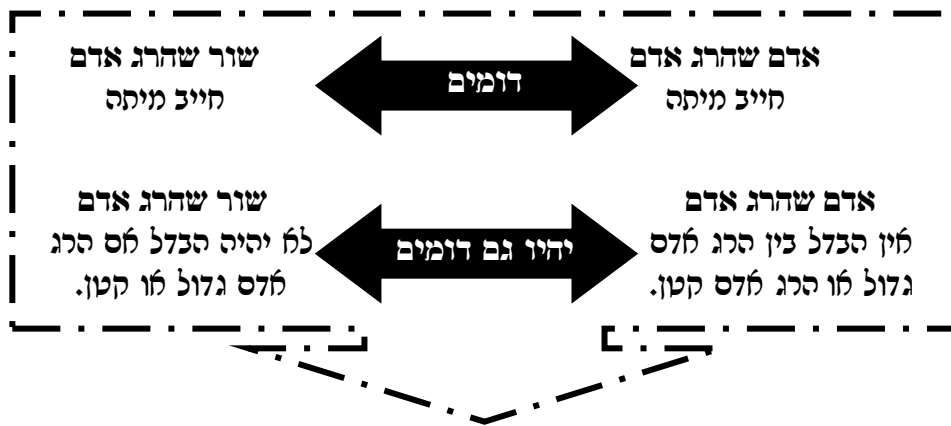 אדם שהרג אדם
חייב מיתה
דומים
שור שהרג אדם
חייב מיתה
אדם שהרג אדם
אין הבדל בין הרג אדם
גדול או הרג אדם קטן.
יהיו גם דומים
שור שהרג אדם
לא יהיה הבדל אם הרג
אדם גדול או קטן.